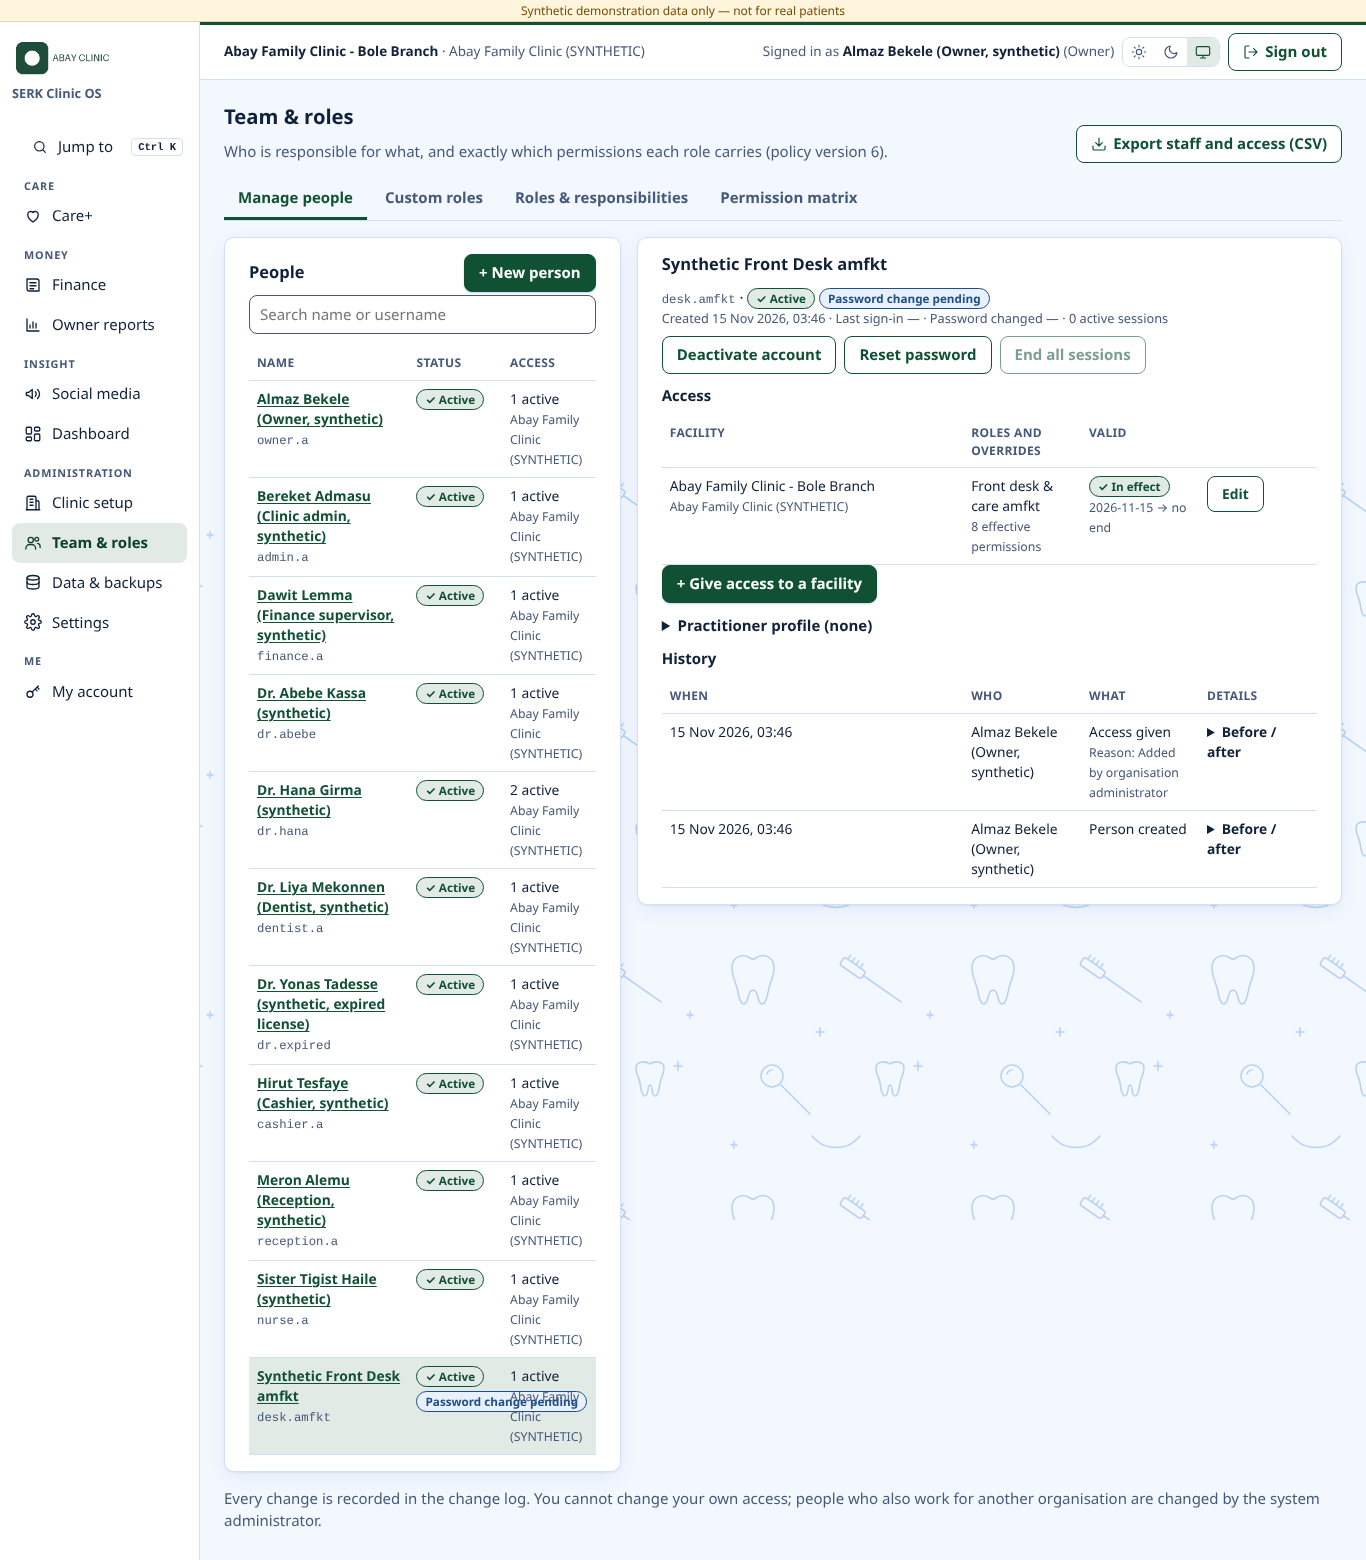 Synthetic demonstration data only — not for real patients
ABAY CLINIC
SERK Clinic OS
Jump to Ctrl K
CARE
Care+
MONEY
Finance
Owner reports
INSIGHT
Social media
Dashboard
ADMINISTRATION
Clinic setup
Team & roles
Data & backups
Settings
ME
My account
Abay Family Clinic - Bole Branch · Abay Family Clinic (SYNTHETIC)
Signed in as Almaz Bekele (Owner, synthetic) (Owner)
Sign out
Team & roles
Who is responsible for what, and exactly which permissions each role carries (policy version 6).
Export staff and access (CSV)
Manage people Custom roles Roles & responsibilities Permission matrix
People
+ New person
Search name or username
NAME STATUS ACCESS
Almaz Bekele
(Owner, synthetic)
owner.a
✓ Active
1 active
Abay Family
Clinic
(SYNTHETIC)
Bereket Admasu
(Clinic admin,
synthetic)
admin.a
✓ Active
1 active
Abay Family
Clinic
(SYNTHETIC)
Dawit Lemma
(Finance supervisor,
synthetic)
finance.a
✓ Active
1 active
Abay Family
Clinic
(SYNTHETIC)
Dr. Abebe Kassa
(synthetic)
dr.abebe
✓ Active
1 active
Abay Family
Clinic
(SYNTHETIC)
Dr. Hana Girma
(synthetic)
dr.hana
✓ Active
2 active
Abay Family
Clinic
(SYNTHETIC)
Dr. Liya Mekonnen
(Dentist, synthetic)
dentist.a
✓ Active
1 active
Abay Family
Clinic
(SYNTHETIC)
Dr. Yonas Tadesse
(synthetic, expired
license)
dr.expired
✓ Active
1 active
Abay Family
Clinic
(SYNTHETIC)
Hirut Tesfaye
(Cashier, synthetic)
cashier.a
✓ Active
1 active
Abay Family
Clinic
(SYNTHETIC)
Meron Alemu
(Reception,
synthetic)
reception.a
✓ Active
1 active
Abay Family
Clinic
(SYNTHETIC)
Sister Tigist Haile
(synthetic)
nurse.a
✓ Active
1 active
Abay Family
Clinic
(SYNTHETIC)
Synthetic Front Desk
amfkt
desk.amfkt
✓ Active
Password change pending
1 active
Abay Family
Clinic
(SYNTHETIC)
Synthetic Front Desk amfkt
desk.amfkt · ✓ Active Password change pending
Created 15 Nov 2026, 03:46 · Last sign-in — · Password changed — · 0 active sessions
Deactivate account Reset password End all sessions
Access
FACILITY ROLES AND OVERRIDES VALID
Abay Family Clinic - Bole Branch
Abay Family Clinic (SYNTHETIC)
Front desk &
care amfkt
8 effective
permissions
✓ In effect
2026-11-15 → no
end
Edit
+ Give access to a facility
▶ Practitioner profile (none)
History
WHEN WHO WHAT DETAILS
15 Nov 2026, 03:46
Almaz Bekele
(Owner,
synthetic)
Access given
Reason: Added
by organisation
administrator
▶ Before /
after
15 Nov 2026, 03:46
Almaz Bekele
(Owner,
synthetic)
Person created
▶ Before /
after
Every change is recorded in the change log. You cannot change your own access; people who also work for another organisation are changed by the system
administrator.